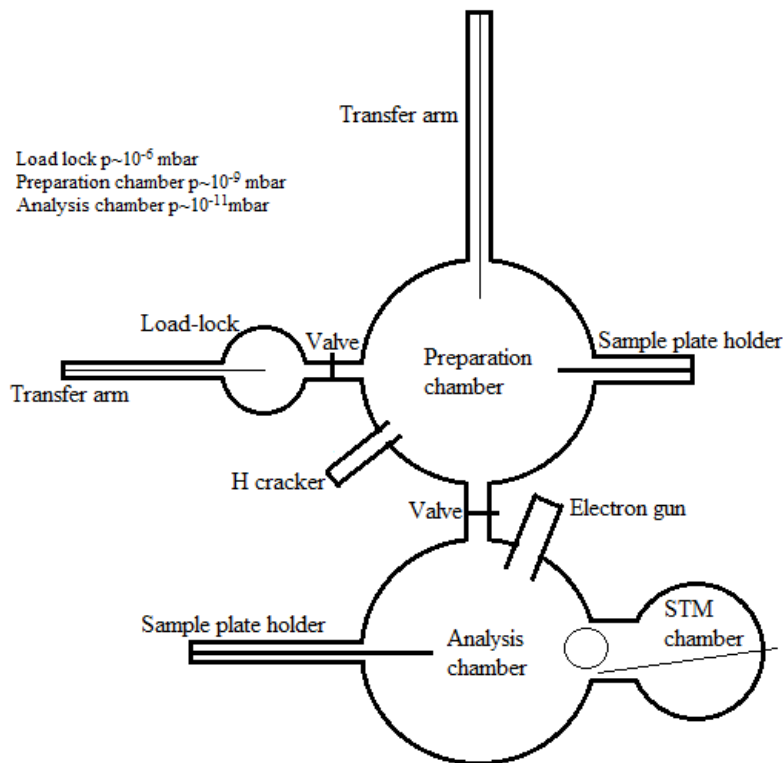 Transfer arm
Load lock p~10⁻⁶ mbar
Preparation chamber p~10⁻⁹ mbar
Analysis chamber p~10⁻¹¹mbar
Load-lock
Valve
Sample plate holder
Preparation
chamber
Transfer arm
H cracker
Valve
Electron gun
STM
chamber
Sample plate holder
Analysis
chamber